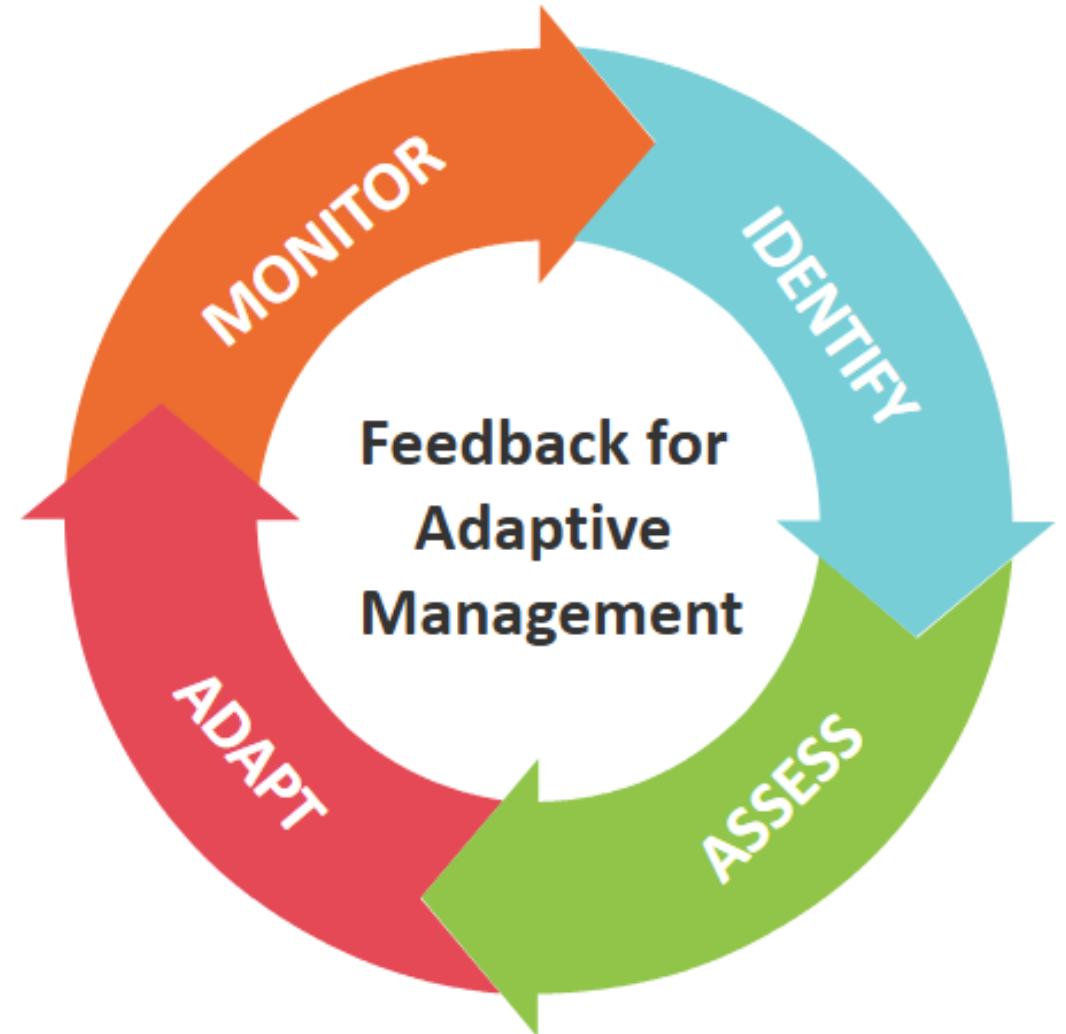 MONITOR
IDENTIFY
Feedback for
Adaptive
Management
ADAPT
ASSESS